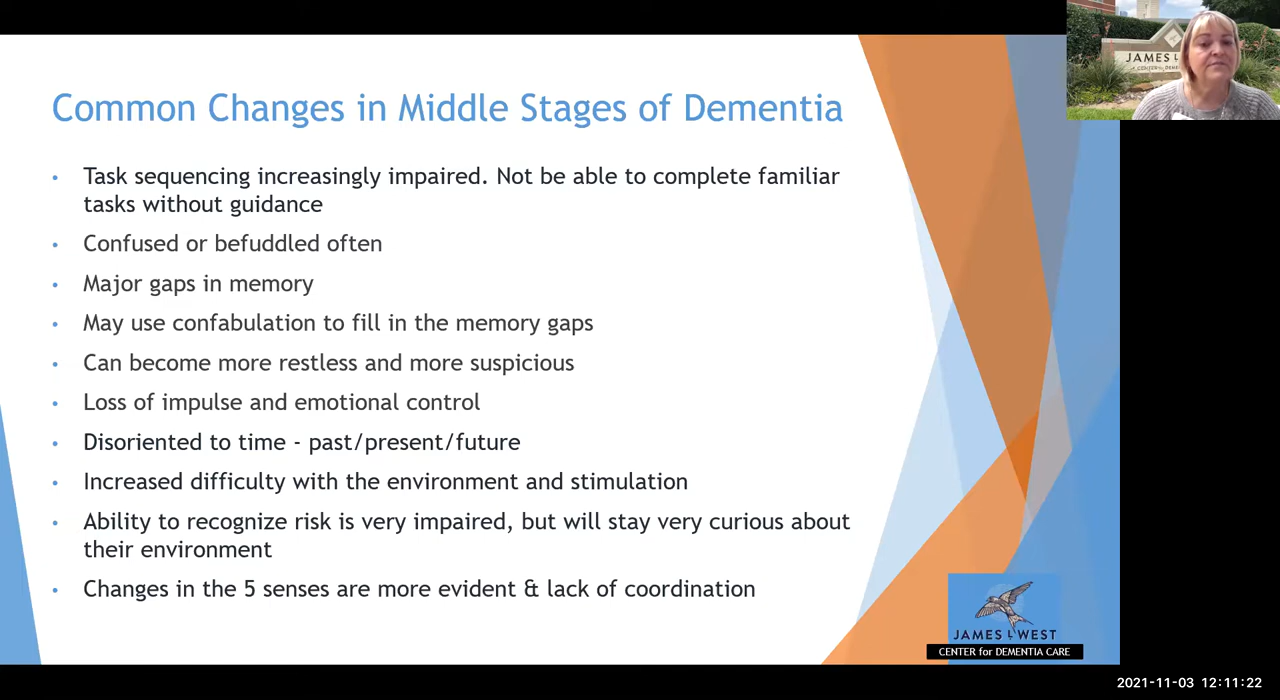 JAMES L
A CENTER for DEME
Common Changes in Middle Stages of Dementia
• Task sequencing increasingly impaired. Not be able to complete familiar
tasks without guidance
• Confused or befuddled often
• Major gaps in memory
• May use confabulation to fill in the memory gaps
• Can become more restless and more suspicious
• Loss of impulse and emotional control
• Disoriented to time - past/present/future
• Increased difficulty with the environment and stimulation
• Ability to recognize risk is very impaired, but will stay very curious about
their environment
• Changes in the 5 senses are more evident & lack of coordination
JAMES L WEST
CENTER for DEMENTIA CARE
2021-11-03 12:11:22